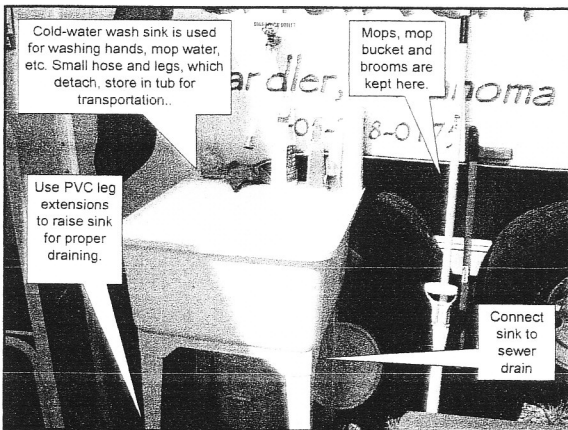 Cold-water wash sink is used
for washing hands, mop water,
etc. Small hose and legs, which
detach, store in tub for
transportation..
Mops, mop
bucket and
brooms are
kept here.
Use PVC leg
extensions
to raise sink
for proper
draining.
Connect
sink to
sewer
drain